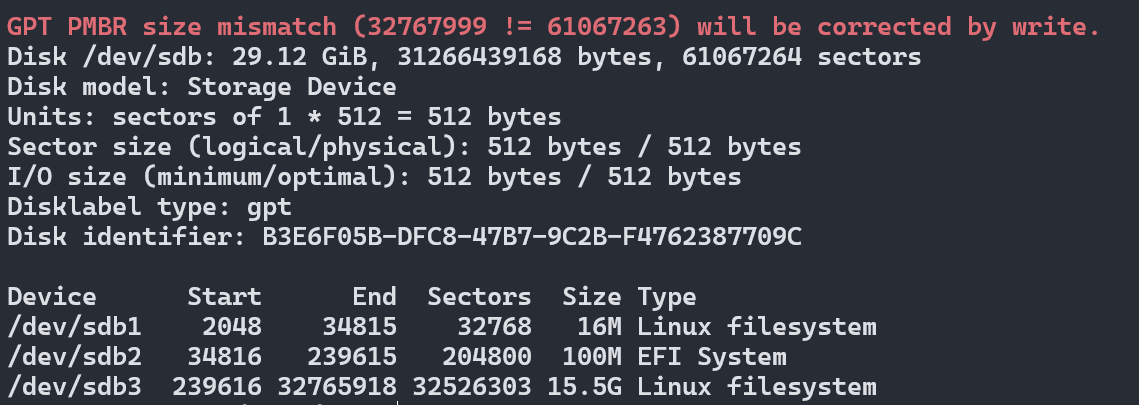 GPT PMBR size mismatch (32767999 != 61067263) will be corrected by write.
Disk /dev/sdb: 29.12 GiB, 31266439168 bytes, 61067264 sectors
Disk model: Storage Device
Units: sectors of 1 * 512 = 512 bytes
Sector size (logical/physical): 512 bytes / 512 bytes
I/O size (minimum/optimal): 512 bytes / 512 bytes
Disklabel type: gpt
Disk identifier: B3E6F05B-DFC8-47B7-9C2B-F4762387709C

Device      Start      End  Sectors  Size Type
/dev/sdb1    2048    34815    32768   16M Linux filesystem
/dev/sdb2   34816   239615   204800  100M EFI System
/dev/sdb3  239616 32765918 32526303 15.5G Linux filesystem